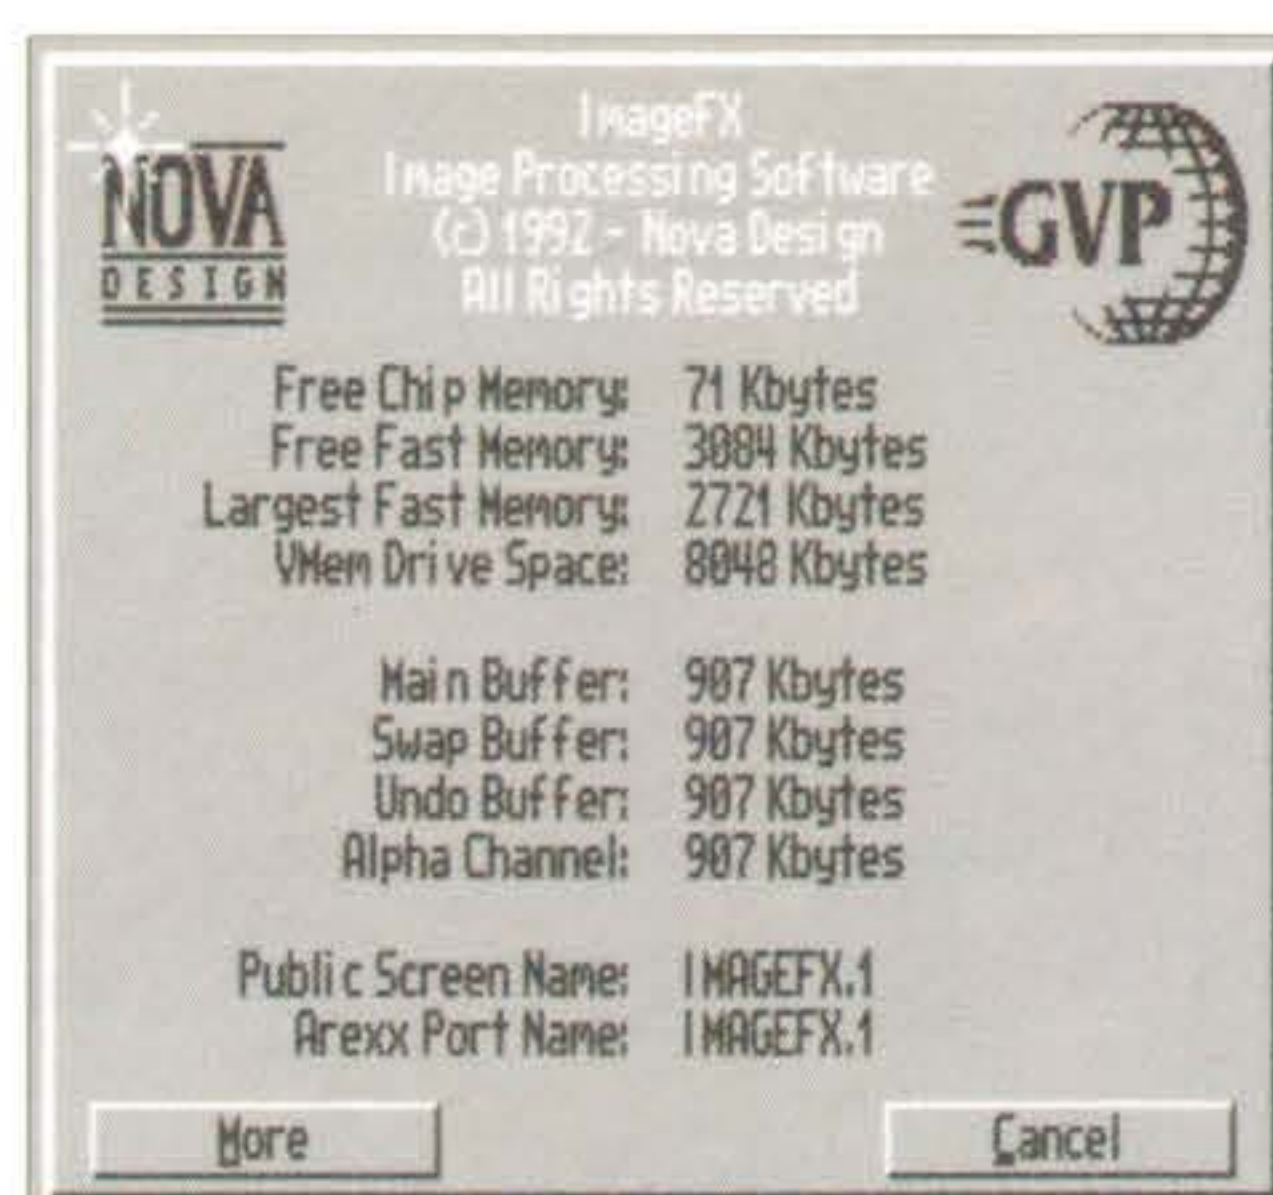 NOVA
DESIGN
ImageFX
Image Processing Software
(c) 1992 - Nova Design
All Rights Reserved
GVP
Free Chip Memory: 71 Kbytes
Free Fast Memory: 3084 Kbytes
Largest Fast Memory: 2721 Kbytes
VMem Drive Space: 8048 Kbytes
Main Buffer: 907 Kbytes
Swap Buffer: 907 Kbytes
Undo Buffer: 907 Kbytes
Alpha Channel: 907 Kbytes
Public Screen Name: IMAGEFX.1
Arexx Port Name: IMAGEFX.1
More
Cancel